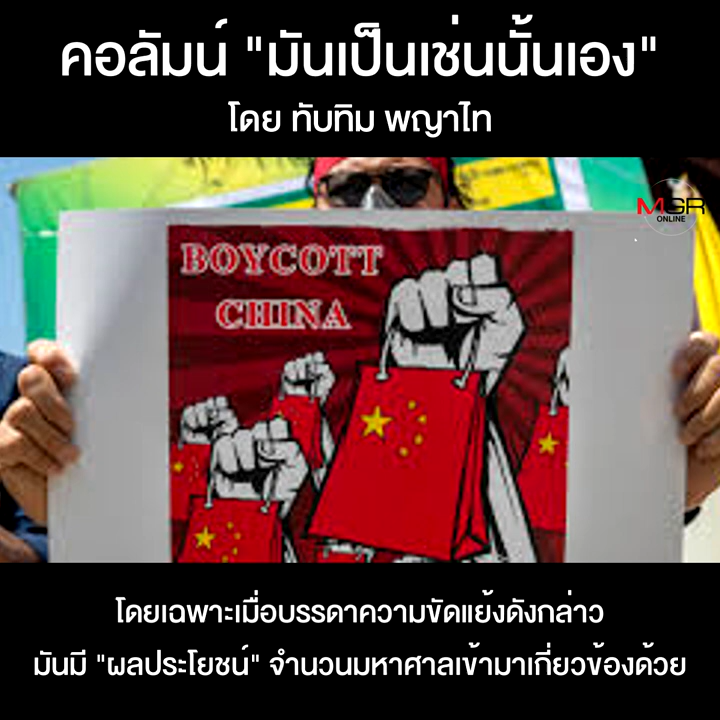 คอลัมน์ "มันเป็นเช่นนั้นเอง"
โดย ทับทิม พญาไท
MGR
ONLINE
BOYCOTT
CHINA
โดยเฉพาะเมื่อบรรดาความขัดแย้งดังกล่าว
มันมี "ผลประโยชน์" จำนวนมหาศาลเข้ามาเกี่ยวข้องด้วย